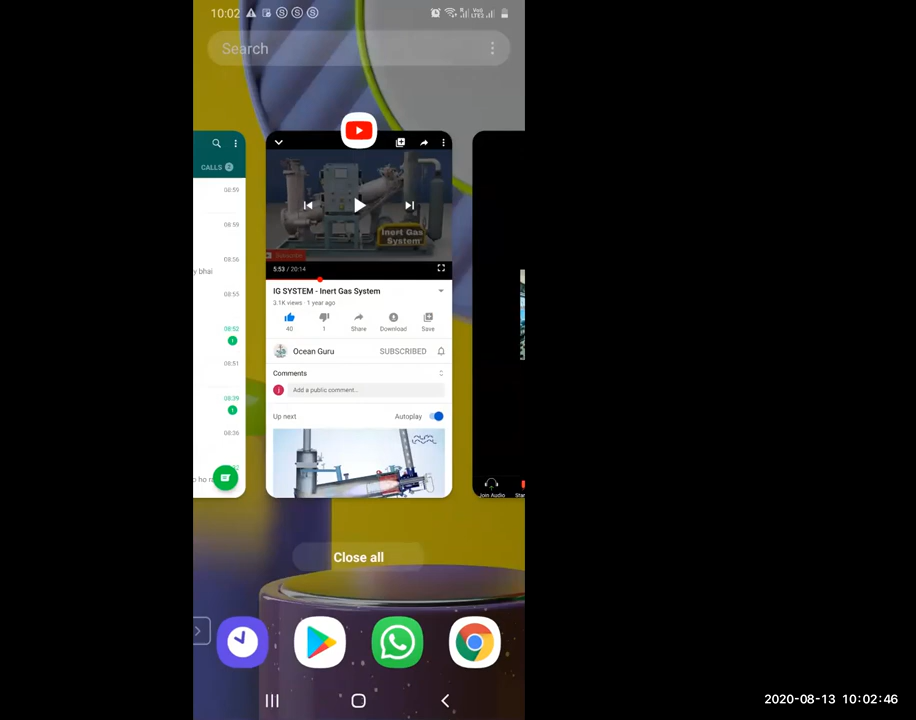 10:02
Search
CALLS
08:59
08:59
08:56
y bhai
08:55
08:52
08:51
08:39
08:36
Inert Gas
System
Subscribe
5:53 / 20:14
IG SYSTEM - Inert Gas System
3.1K views · 1 year ago
40
1
Share
Download
Save
Ocean Guru
SUBSCRIBED
Comments
Add a public comment...
Up next
Autoplay
Join Audio
Star
Close all
2020-08-13 10:02:46